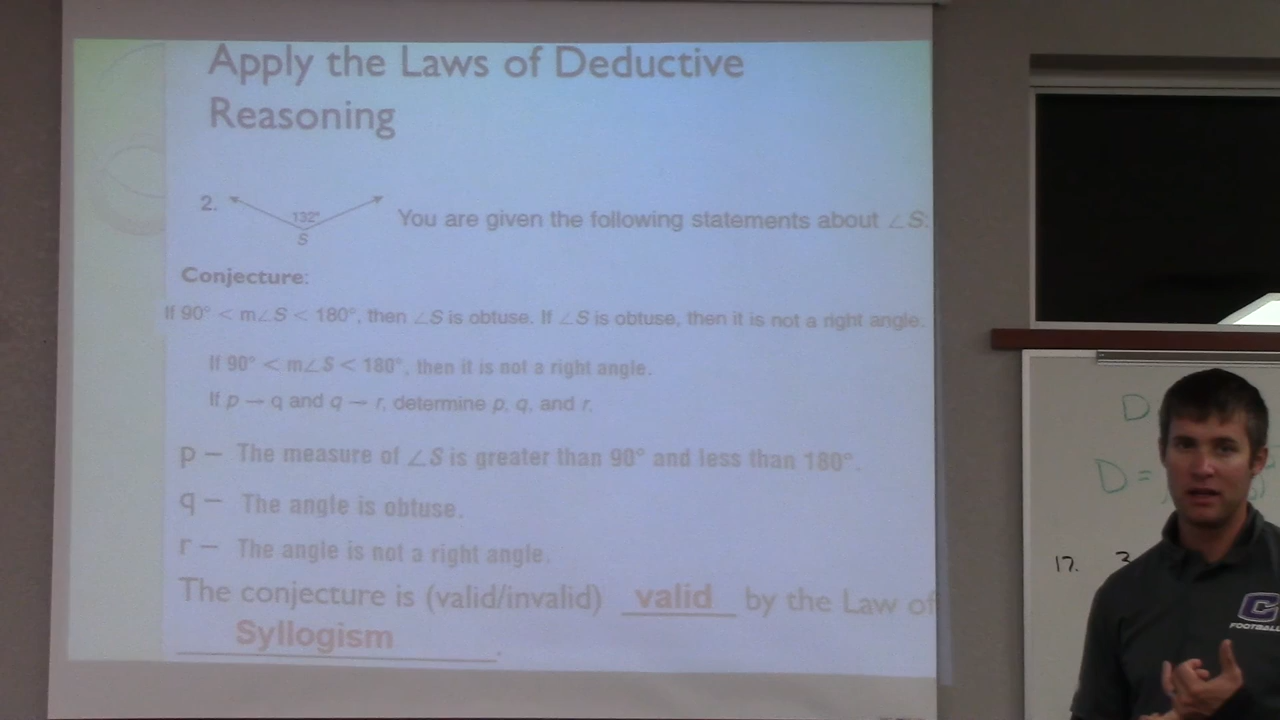 Apply the Laws of Deductive
Reasoning
2.
132°
S
You are given the following statements about ∠S:
Conjecture:
If 90° < m∠S < 180°, then ∠S is obtuse. If ∠S is obtuse, then it is not a right angle.
If 90° < m∠S < 180°, then it is not a right angle.
If p → q and q → r, determine p, q, and r.
p – The measure of ∠S is greater than 90° and less than 180°.
q – The angle is obtuse.
r – The angle is not a right angle.
The conjecture is (valid/invalid) valid by the Law of
Syllogism.
D
D =
17. 3
C
FOOTBALL